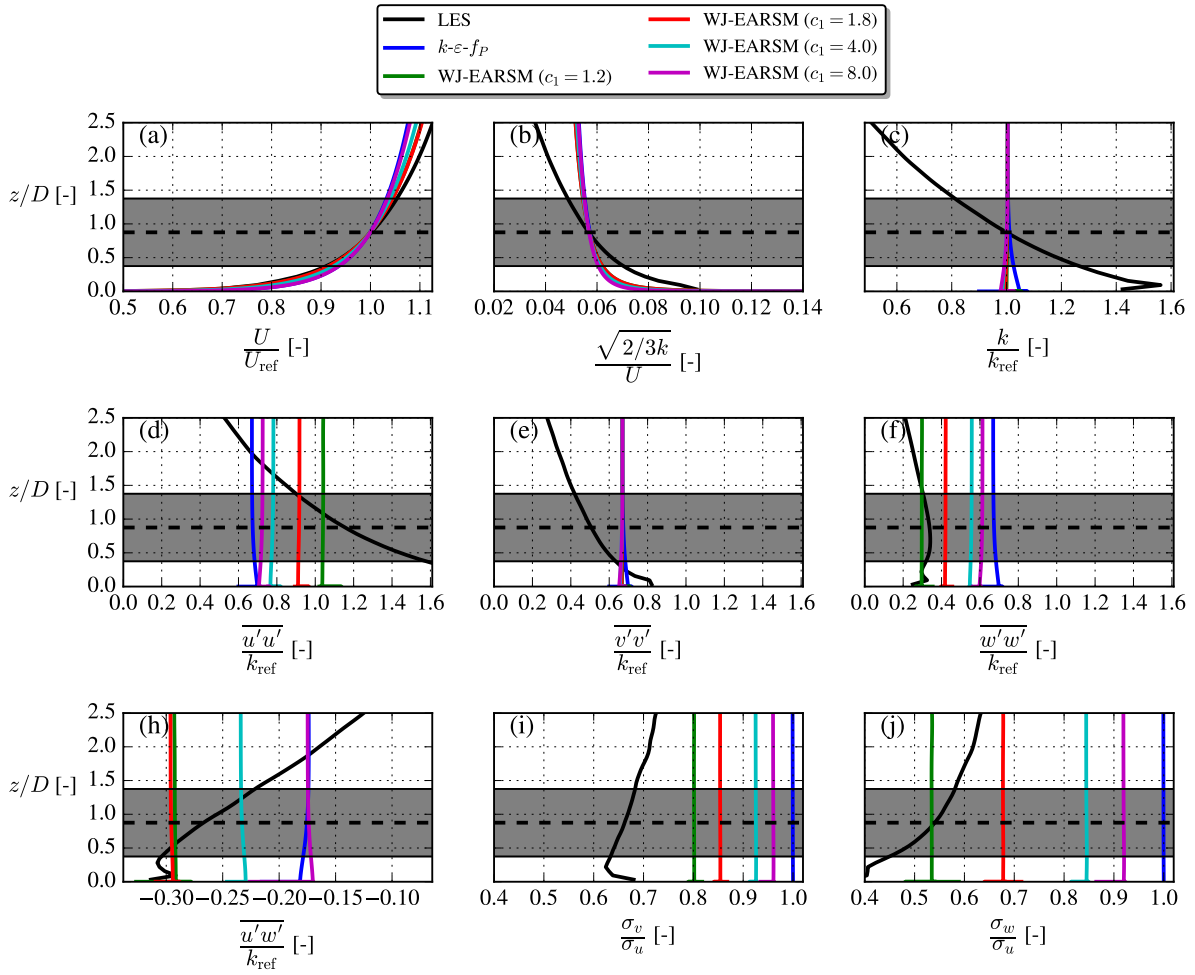 LES
k-ε-f_P
WJ-EARSM (c_1 = 1.2)
WJ-EARSM (c_1 = 1.8)
WJ-EARSM (c_1 = 4.0)
WJ-EARSM (c_1 = 8.0)
(a)
z/D [-]
2.5
2.0
1.5
1.0
0.5
0.0
0.5 0.6 0.7 0.8 0.9 1.0 1.1
U/U_ref [-]
(b)
0.02 0.04 0.06 0.08 0.10 0.12 0.14
√2/3k/U [-]
(c)
0.6 0.8 1.0 1.2 1.4 1.6
k/k_ref [-]
(d)
z/D [-]
2.5
2.0
1.5
1.0
0.5
0.0
0.0 0.2 0.4 0.6 0.8 1.0 1.2 1.4 1.6
u'u'/k_ref [-]
(e)
0.0 0.4 0.8 1.2 1.6
v'v'/k_ref [-]
(f)
0.0 0.2 0.4 0.6 0.8 1.0 1.2 1.4 1.6
w'w'/k_ref [-]
(h)
z/D [-]
2.5
2.0
1.5
1.0
0.5
0.0
−0.30 −0.25 −0.20 −0.15 −0.10
u'w'/k_ref [-]
(i)
0.4 0.5 0.6 0.7 0.8 0.9 1.0
σ_v/σ_u [-]
(j)
0.4 0.5 0.6 0.7 0.8 0.9 1.0
σ_w/σ_u [-]